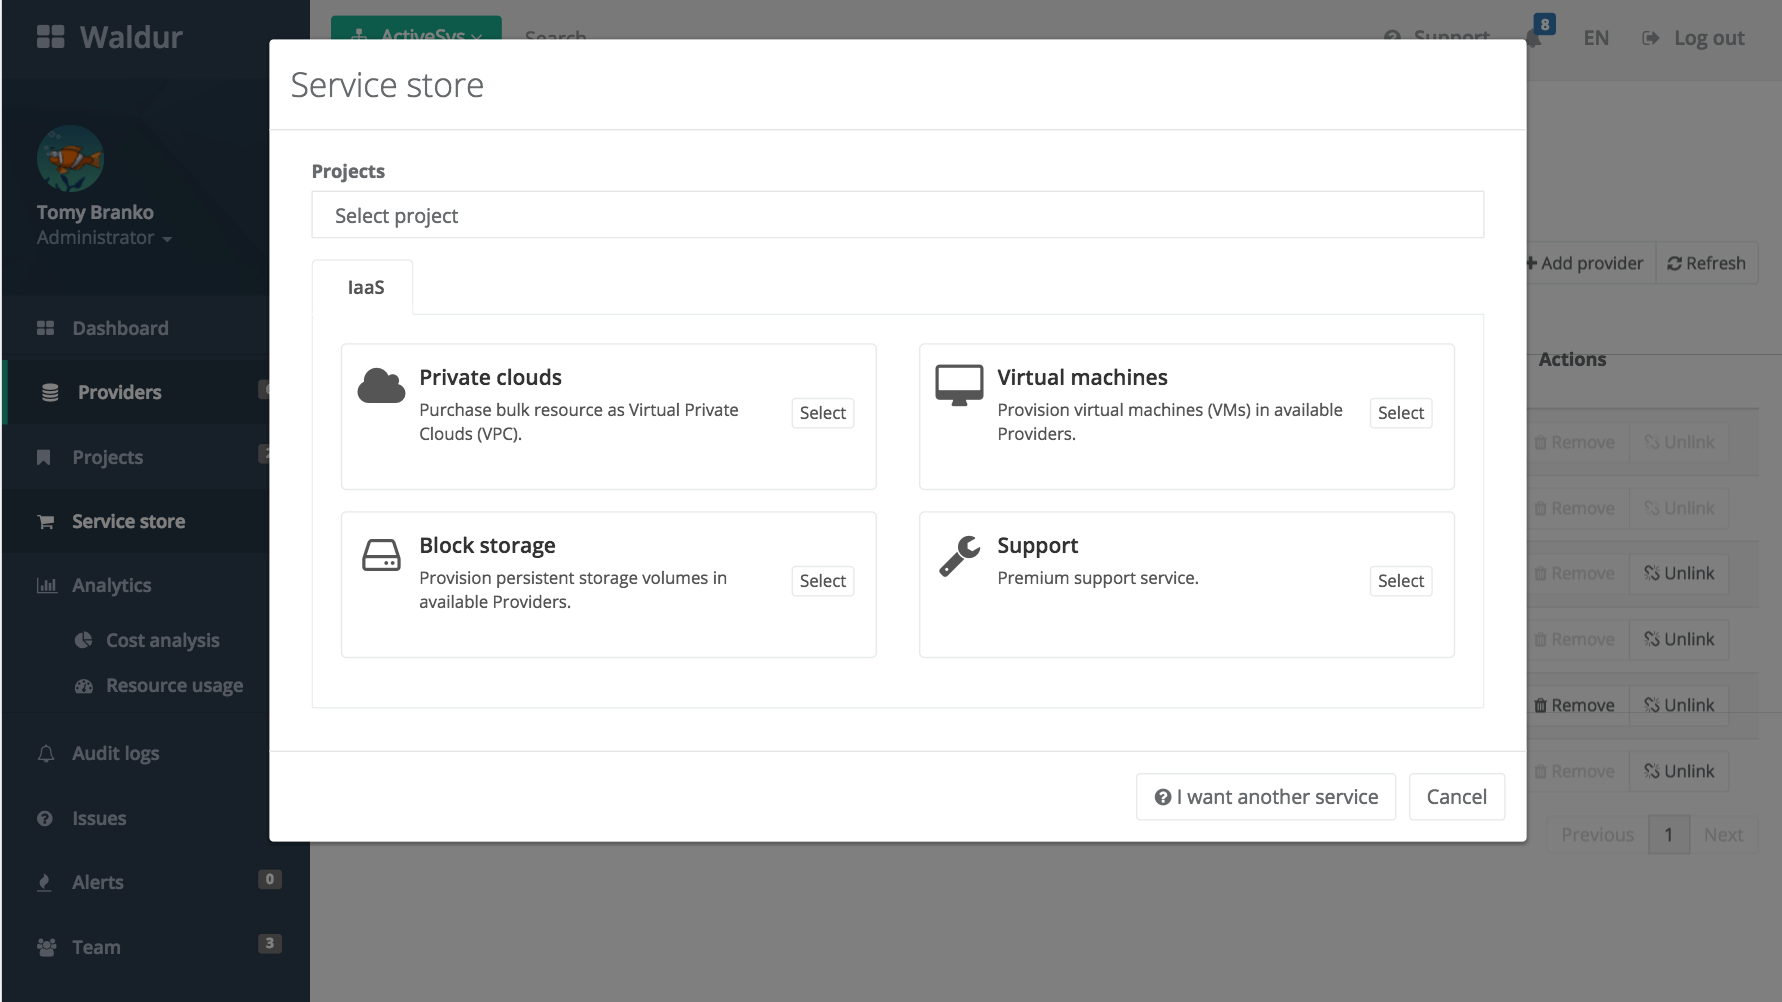 Waldur
ActiveSys
Search
Support
8
EN
Log out
Service store
Tomy Branko
Administrator
Projects
Select project
Add provider
Refresh
IaaS
Dashboard
Providers
Projects
Service store
Analytics
Cost analysis
Resource usage
Audit logs
Issues
Alerts
0
Team
3
Private clouds
Purchase bulk resource as Virtual Private
Clouds (VPC).
Select
Virtual machines
Provision virtual machines (VMs) in available
Providers.
Select
Block storage
Provision persistent storage volumes in
available Providers.
Select
Support
Premium support service.
Select
I want another service
Cancel
Actions
Remove Unlink
Remove Unlink
Remove Unlink
Remove Unlink
Remove Unlink
Remove Unlink
Previous 1 Next